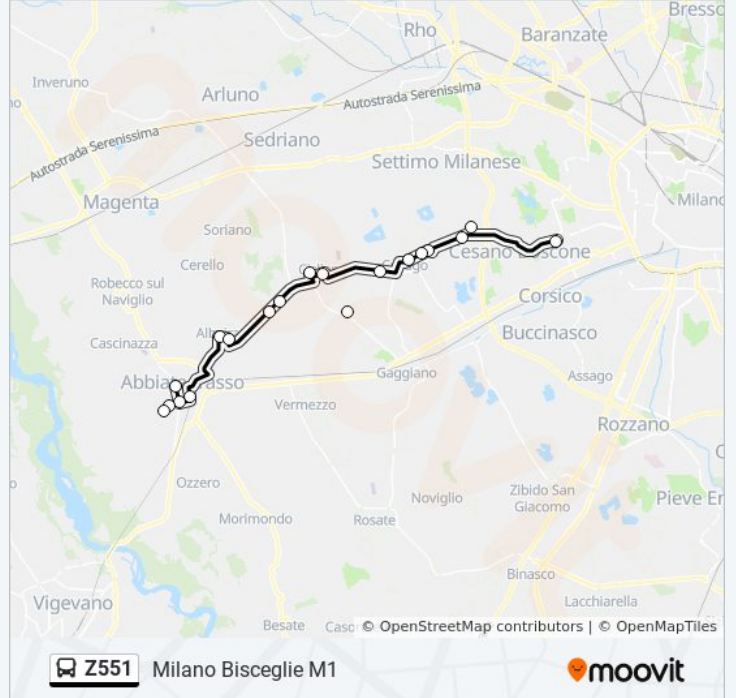 Bresso
Rho
Baranzate
Inveruno
Arluno
Autostrada Serenissima
Sedriano
Autostrada Serenissima
Settimo Milanese
Magenta
Milano
Soriano
Cerello
Cesano Boscone
Robecco sul
Naviglio
Corsico
Cascinazza
Buccinasco
Gaggiano
Assago
Vermezzo
Rozzano
Ozzero
Noviglio
Zibido San
Giacomo
Pieve Em
Morimondo
Rosate
Binasco
Lacchiarella
Vigevano
Besate
Casc
© OpenStreetMap contributors | © OpenMapTiles
Z551 Milano Bisceglie M1
moovit